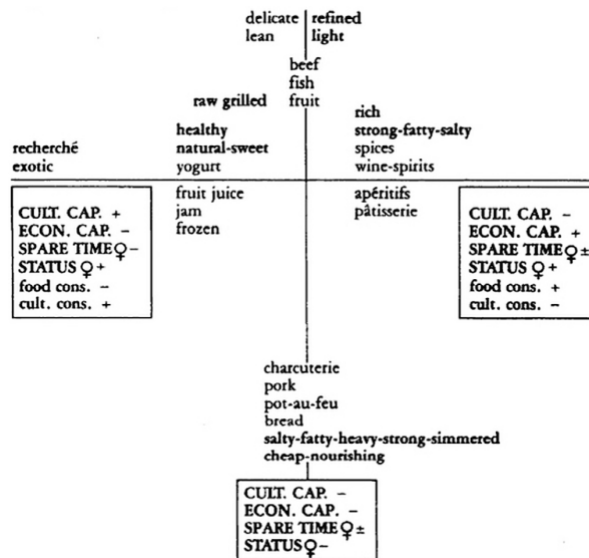 delicate refined
lean light
beef
fish
raw grilled fruit
rich
healthy strong-fatty-salty
recherché natural-sweet spices
exotic yogurt wine-spirits
fruit juice apéritifs
jam pâtisserie
frozen
CULT. CAP. +
ECON. CAP. -
SPARE TIME♀-
STATUS♀+
food cons. -
cult. cons. +
CULT. CAP. -
ECON. CAP. +
SPARE TIME♀±
STATUS♀+
food cons. +
cult. cons. -
charcuterie
pork
pot-au-feu
bread
salty-fatty-heavy-strong-simmered
cheap-nourishing
CULT. CAP. -
ECON. CAP. -
SPARE TIME♀±
STATUS♀-